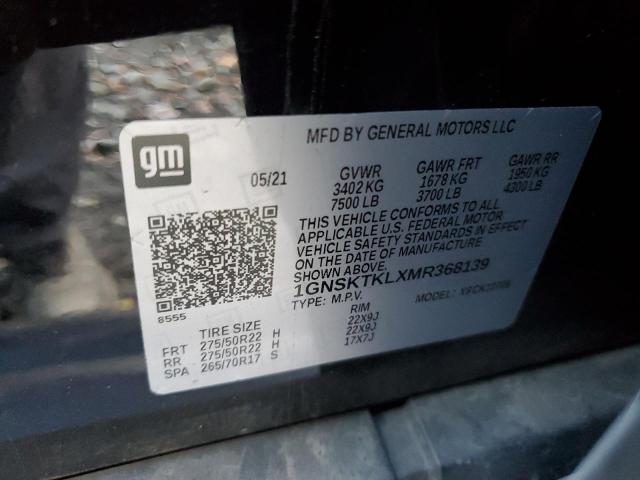 MFD BY GENERAL MOTORS LLC
gm
05/21 GVWR GAWR FRT GAWR RR
3402 KG 1678 KG 1950 KG
7500 LB 3700 LB 4300 LB
THIS VEHICLE CONFORMS TO ALL
APPLICABLE U.S. FEDERAL MOTOR
VEHICLE SAFETY STANDARDS IN EFFECT
ON THE DATE OF MANUFACTURE
SHOWN ABOVE.
1GNSKTKLXMR368139
8555
TYPE: M.P.V. MODEL:
TIRE SIZE RIM
FRT 275/50R22 H 22X9J
RR 275/50R22 H 22X9J
SPA 265/70R17 S 17X7J